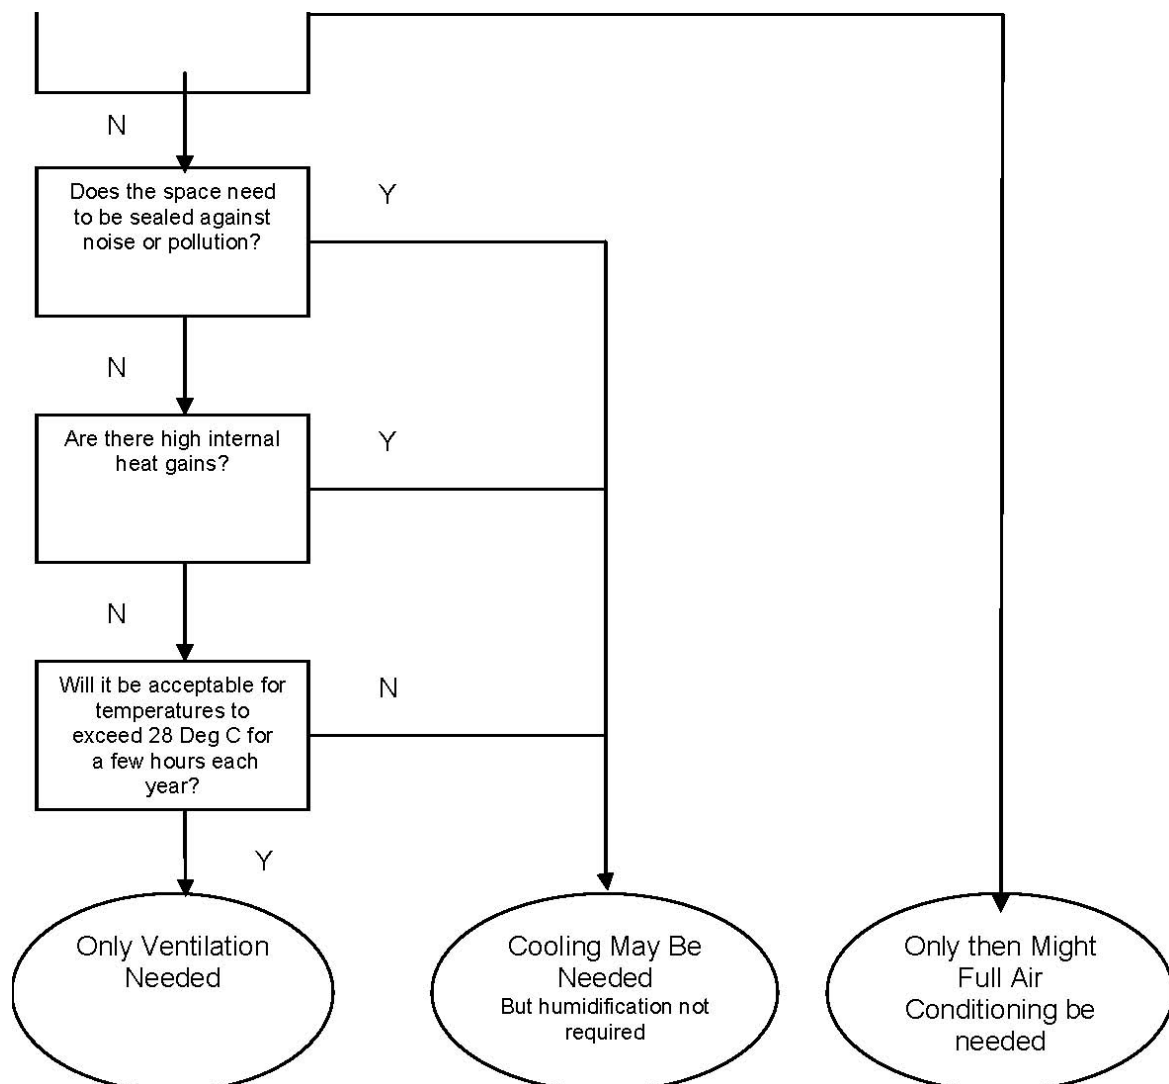 N
Does the space need
to be sealed against
noise or pollution?
Y
N
Are there high internal
heat gains?
Y
N
Will it be acceptable for
temperatures to
exceed 28 Deg C for
a few hours each
year?
N
Y
Only Ventilation
Needed
Cooling May Be
Needed
But humidification not
required
Only then Might
Full Air
Conditioning be
needed